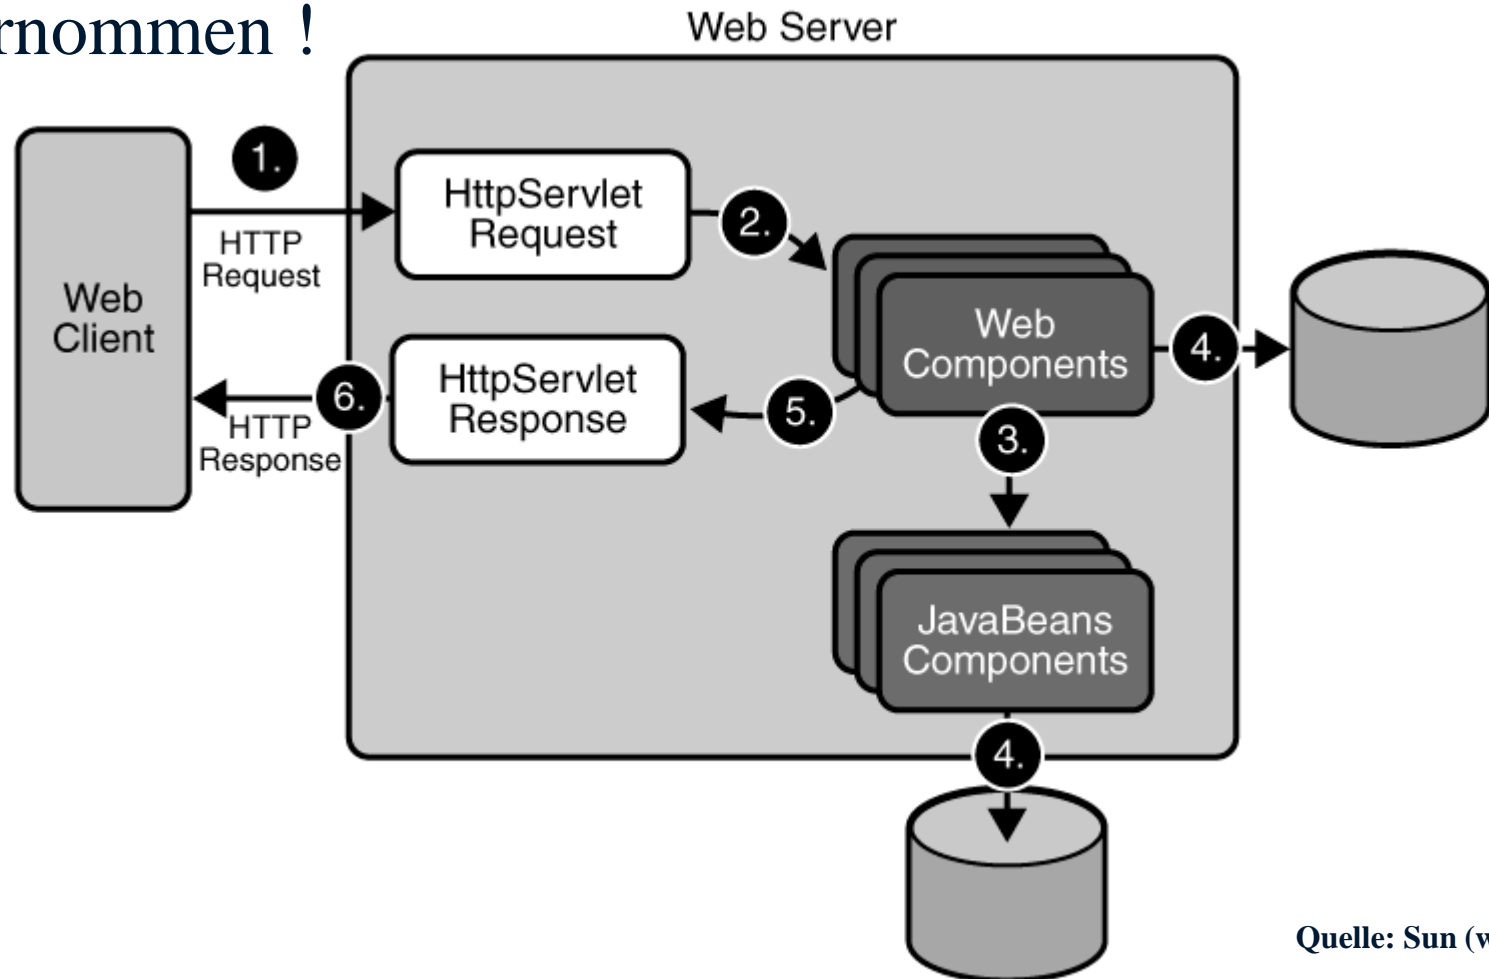 rnommen !
Web Server
1.
HTTP
Request
Web
Client
HttpServlet
Request
2.
Web
Components
4.
HttpServlet
Response
5.
6.
HTTP
Response
3.
JavaBeans
Components
4.
Quelle: Sun (w